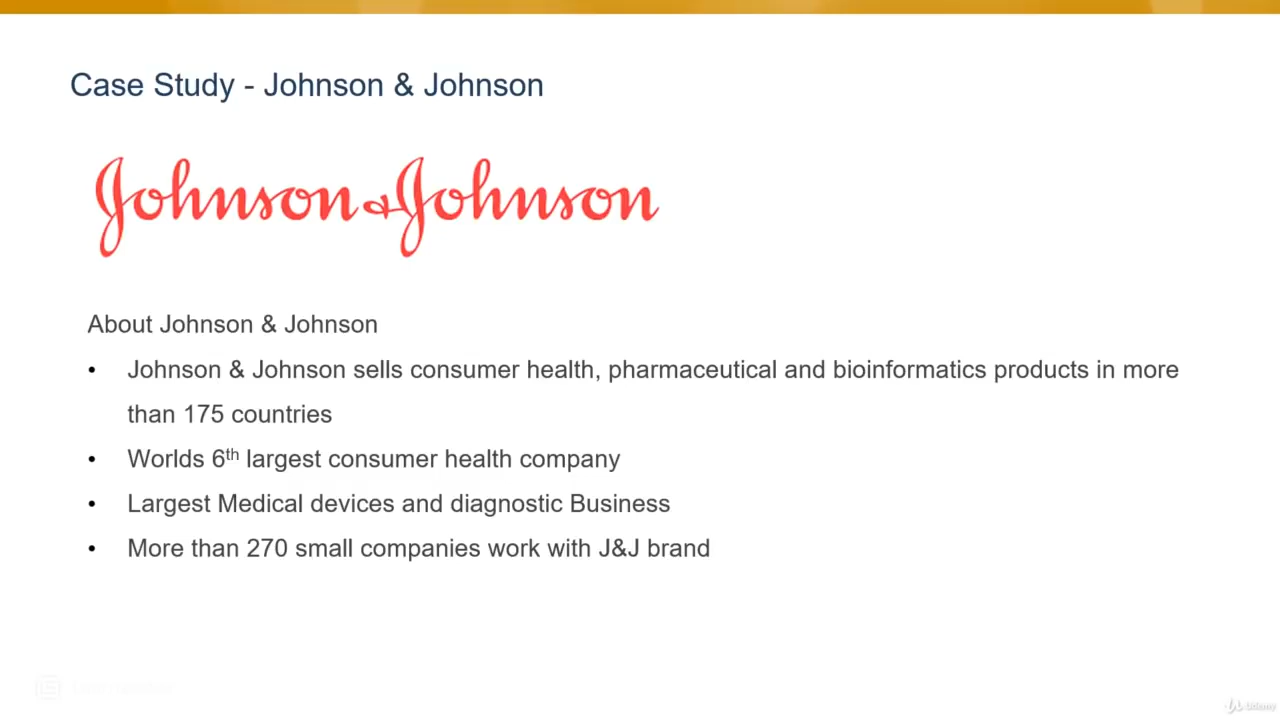 Case Study - Johnson & Johnson
Johnson & Johnson
About Johnson & Johnson
• Johnson & Johnson sells consumer health, pharmaceutical and bioinformatics products in more
than 175 countries
• Worlds 6th largest consumer health company
• Largest Medical devices and diagnostic Business
• More than 270 small companies work with J&J brand